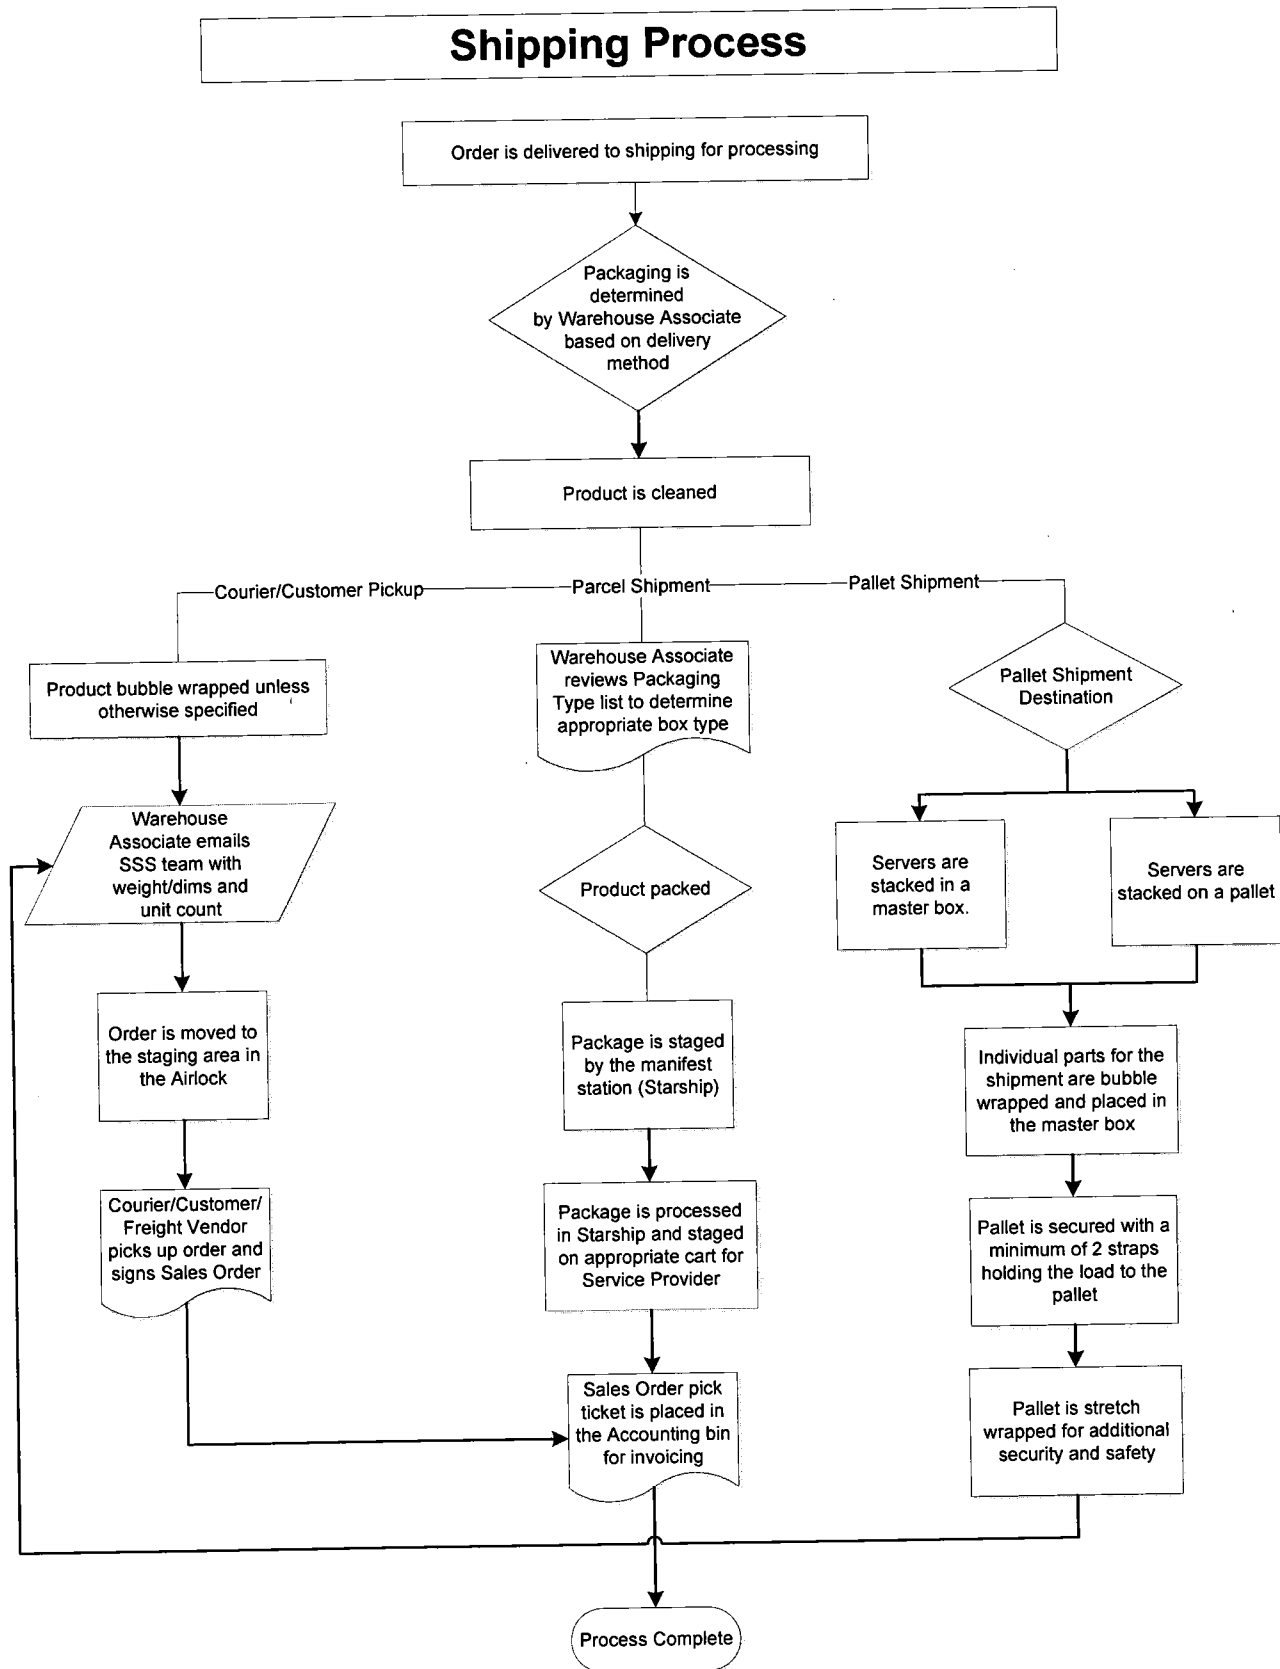 Shipping Process
Order is delivered to shipping for processing
Packaging is
determined
by Warehouse Associate
based on delivery
method
Product is cleaned
Courier/Customer Pickup
Parcel Shipment
Pallet Shipment
Product bubble wrapped unless
otherwise specified
Warehouse
Associate emails
SSS team with
weight/dims and
unit count
Order is moved to
the staging area in
the Airlock
Courier/Customer/
Freight Vendor
picks up order and
signs Sales Order
Warehouse Associate
reviews Packaging
Type list to determine
appropriate box type
Product packed
Package is staged
by the manifest
station (Starship)
Package is processed
in Starship and staged
on appropriate cart for
Service Provider
Sales Order pick
ticket is placed in
the Accounting bin
for invoicing
Pallet Shipment
Destination
Servers are
stacked in a
master box.
Servers are
stacked on a pallet
Individual parts for the
shipment are bubble
wrapped and placed in
the master box
Pallet is secured with a
minimum of 2 straps
holding the load to the
pallet
Pallet is stretch
wrapped for additional
security and safety
Process Complete